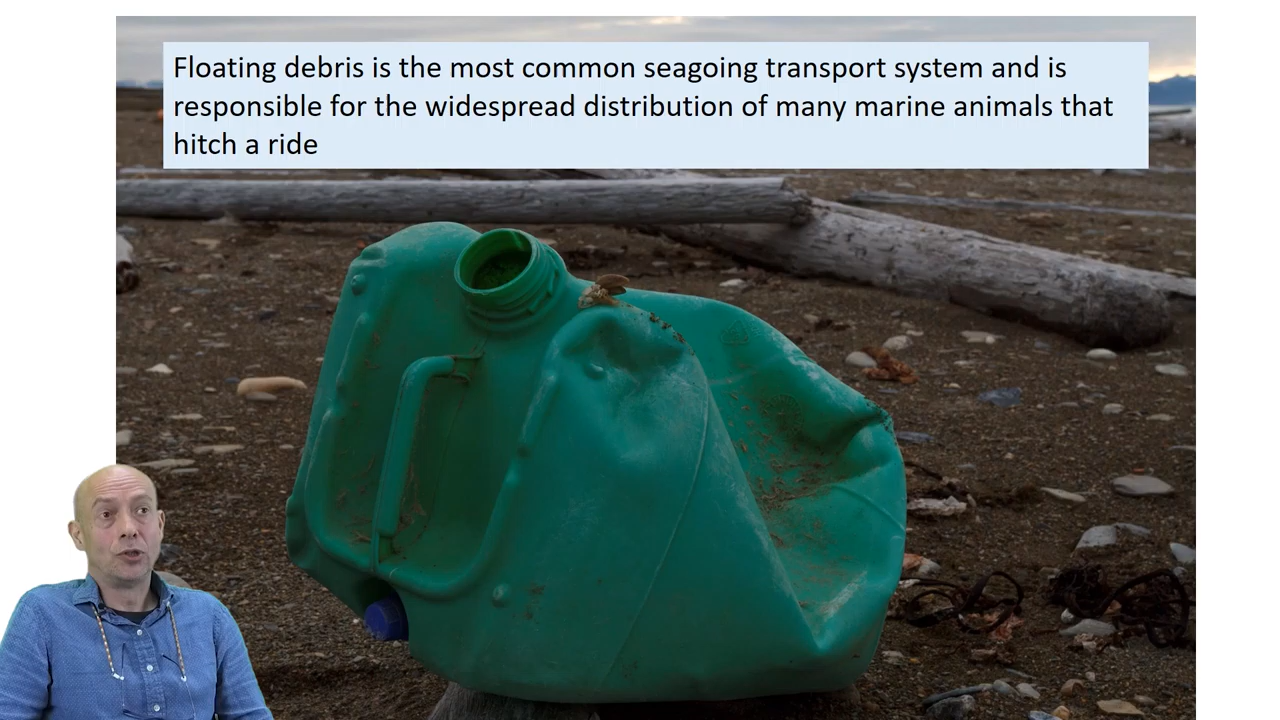 Floating debris is the most common seagoing transport system and is
responsible for the widespread distribution of many marine animals that
hitch a ride